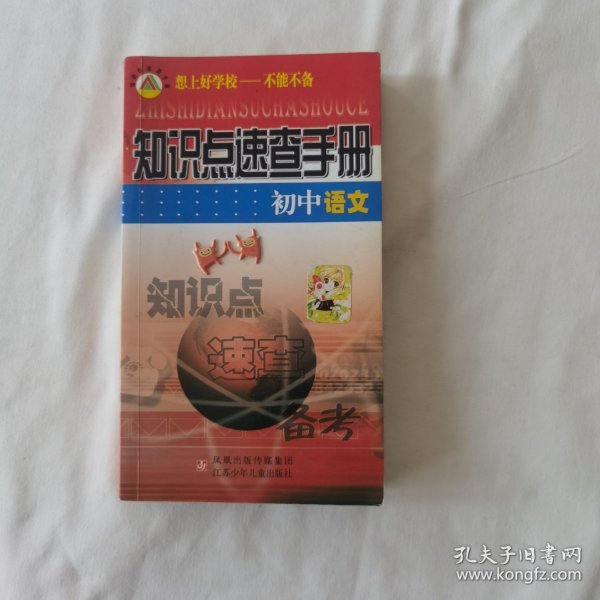 想上好学校——不能不备
ZHISHIDIANSUCHASHOUCE
知识点速查手册
初中语文
知识点
速查
备考
凤凰出版传媒集团
江苏少年儿童出版社
孔夫子旧书网
www.kongfz.com